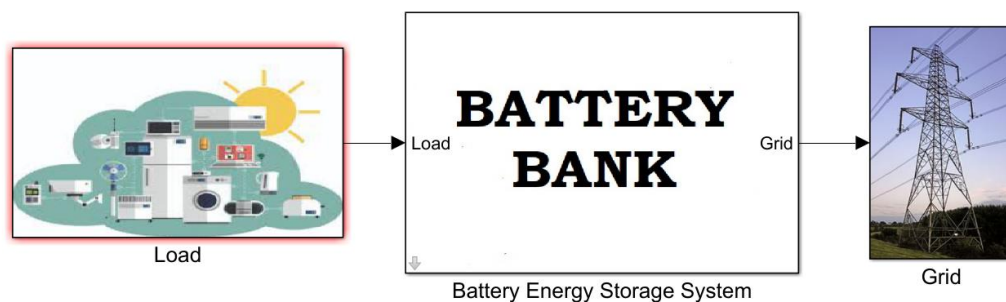 BATTERY
BANK
Load
Grid
Load
Battery Energy Storage System
Grid